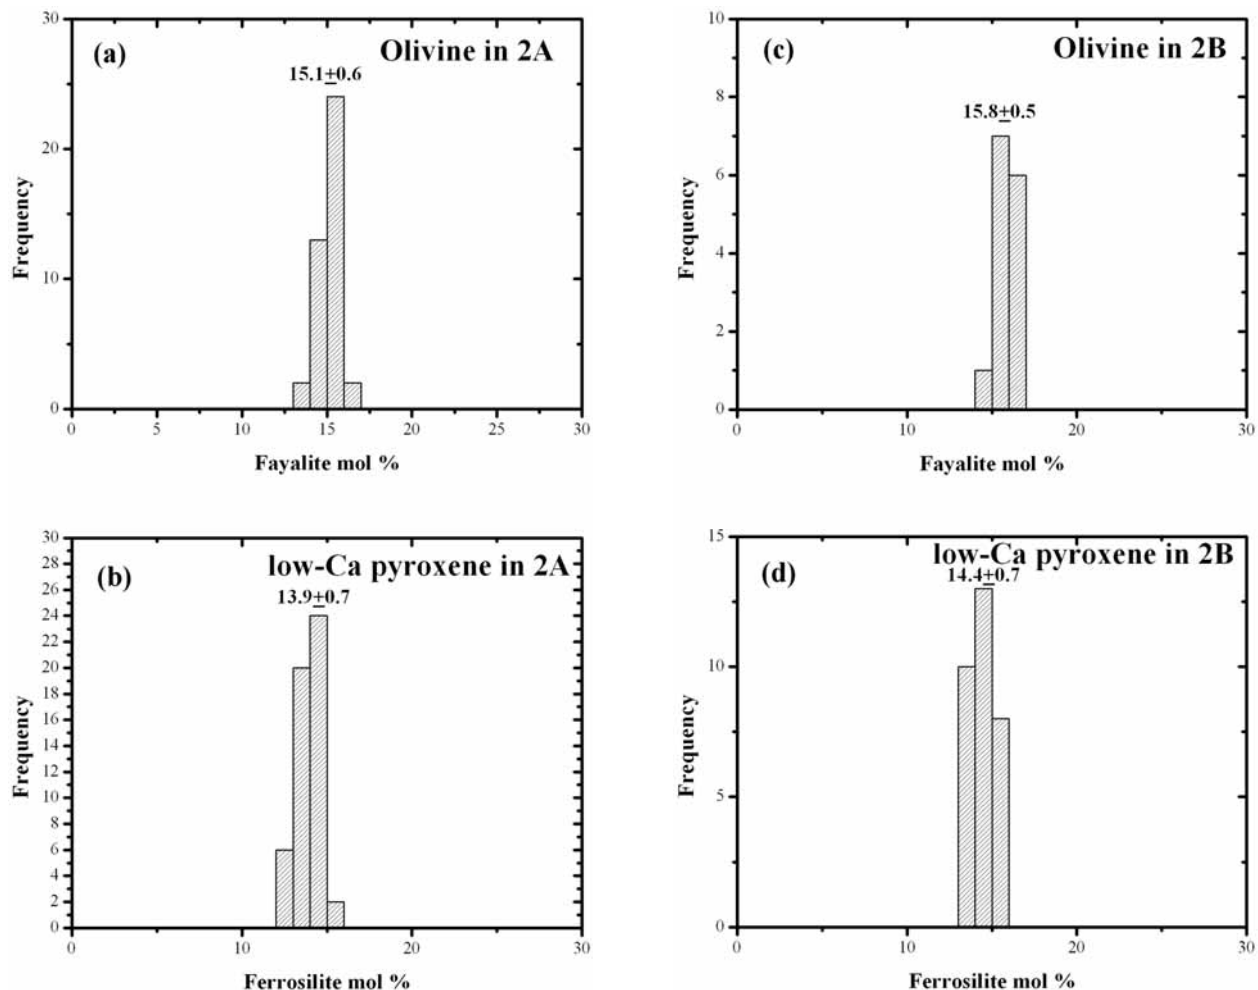 (a)
Olivine in 2A
15.1±0.6
30
20
10
0
Frequency
0 5 10 15 20 25 30
Fayalite mol %
(c)
Olivine in 2B
15.8±0.5
10
8
6
4
2
0
Frequency
0 10 20 30
Fayalite mol %
(b)
low-Ca pyroxene in 2A
13.9±0.7
30
28
26
24
22
20
18
16
14
12
10
8
6
4
2
0
Frequency
0 10 20 30
Ferrosilite mol %
(d)
low-Ca pyroxene in 2B
14.4±0.7
15
10
5
0
Frequency
0 10 20 30
Ferrosilite mol %